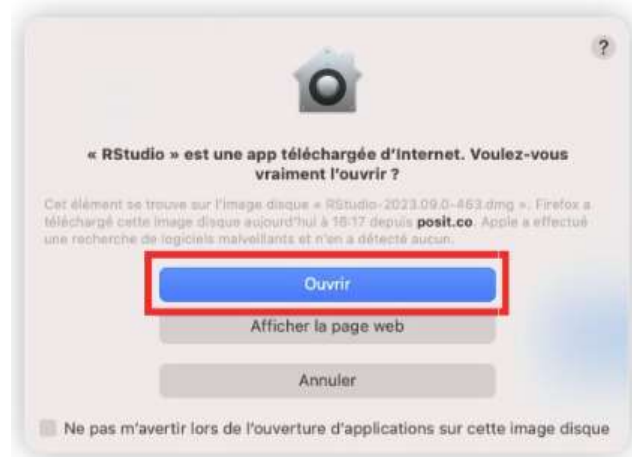 ?
« RStudio » est une app téléchargée d'Internet. Voulez-vous
vraiment l'ouvrir ?
Cet élément se trouve sur l'image disque « RStudio-2023.09.0-463.dmg ». Firefox a
téléchargé cette image disque aujourd'hui à 16:17 depuis posit.co. Apple a effectué
une recherche de logiciels malveillants et n'en a détecté aucun.
Ouvrir
Afficher la page web
Annuler
Ne pas m'avertir lors de l'ouverture d'applications sur cette image disque